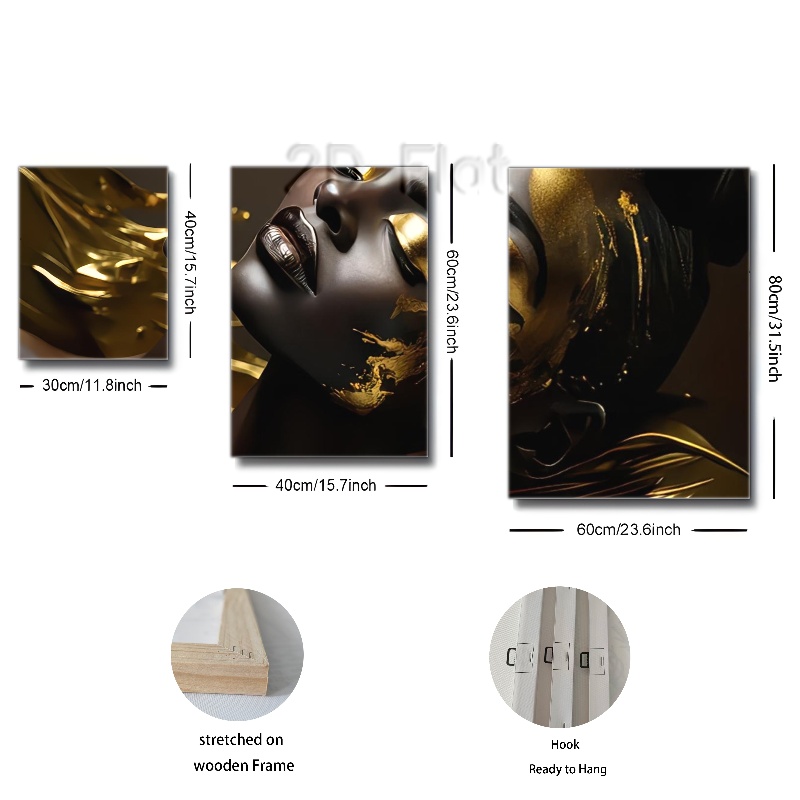 2P Flat
40cm/15.7inch
30cm/11.8inch
60cm/23.6inch
40cm/15.7inch
80cm/31.5inch
60cm/23.6inch
stretched on
wooden Frame
Hook
Ready to Hang